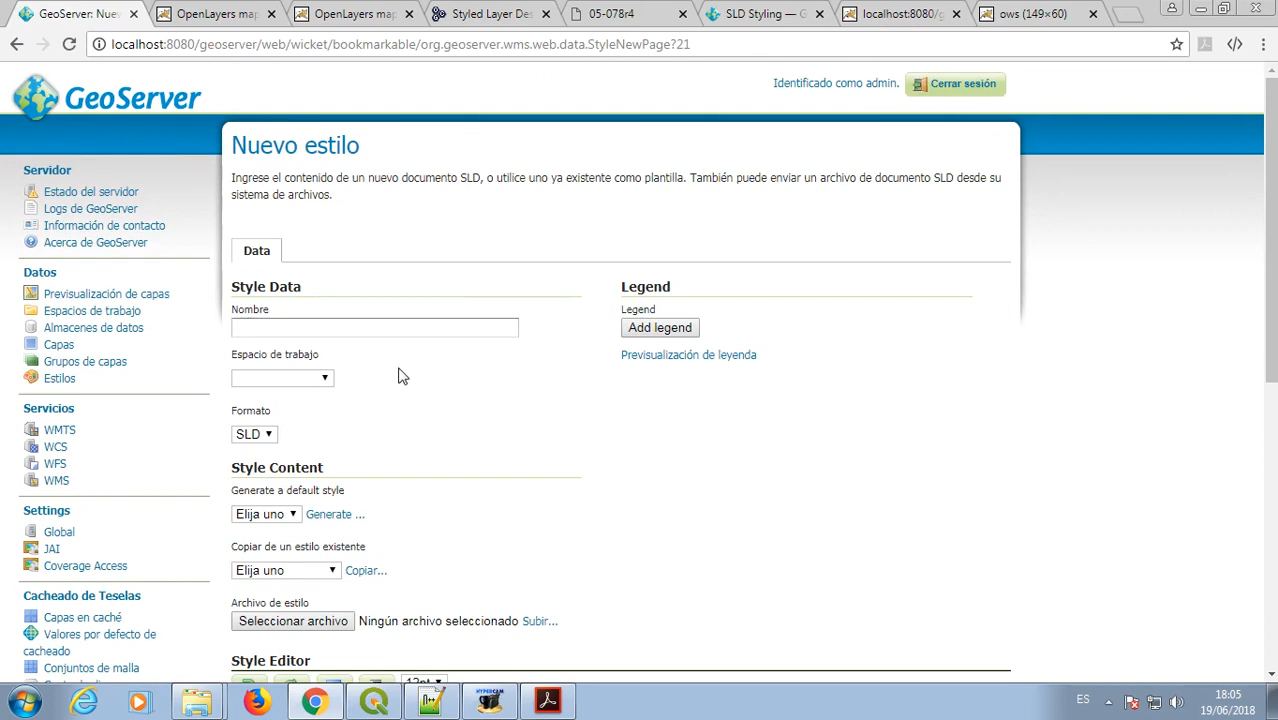 GeoServer: Nuev
OpenLayers map
OpenLayers map
Styled Layer Des
05-078r4
SLD Styling — G
localhost:8080/g
ows (149×60)
localhost:8080/geoserver/web/wicket/bookmarkable/org.geoserver.wms.web.data.StyleNewPage?21
GeoServer
Identificado como admin.
Cerrar sesión
Servidor
Estado del servidor
Logs de GeoServer
Información de contacto
Acerca de GeoServer
Datos
Previsualización de capas
Espacios de trabajo
Almacenes de datos
Capas
Grupos de capas
Estilos
Servicios
WMTS
WCS
WFS
WMS
Settings
Global
JAI
Coverage Access
Cacheado de Teselas
Capas en caché
Valores por defecto de
cacheado
Conjuntos de malla
Nuevo estilo
Ingrese el contenido de un nuevo documento SLD, o utilice uno ya existente como plantilla. También puede enviar un archivo de documento SLD desde su
sistema de archivos.
Data
Style Data
Nombre
Espacio de trabajo
Formato
SLD
Legend
Legend
Add legend
Previsualización de leyenda
Style Content
Generate a default style
Elija uno
Generate ...
Copiar de un estilo existente
Elija uno
Copiar...
Archivo de estilo
Seleccionar archivo
Ningún archivo seleccionado
Subir...
Style Editor
12pt
HYPERCAM
ES
18:05
19/06/2018